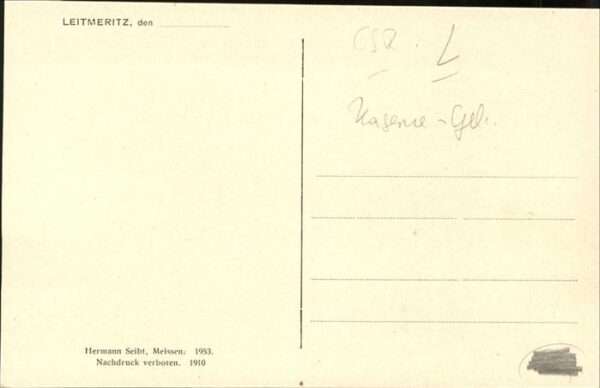 LEITMERITZ, den
ČSR. L
Kaserne-Geb.
Hermann Seibt, Meissen. 1953.
Nachdruck verboten. 1910